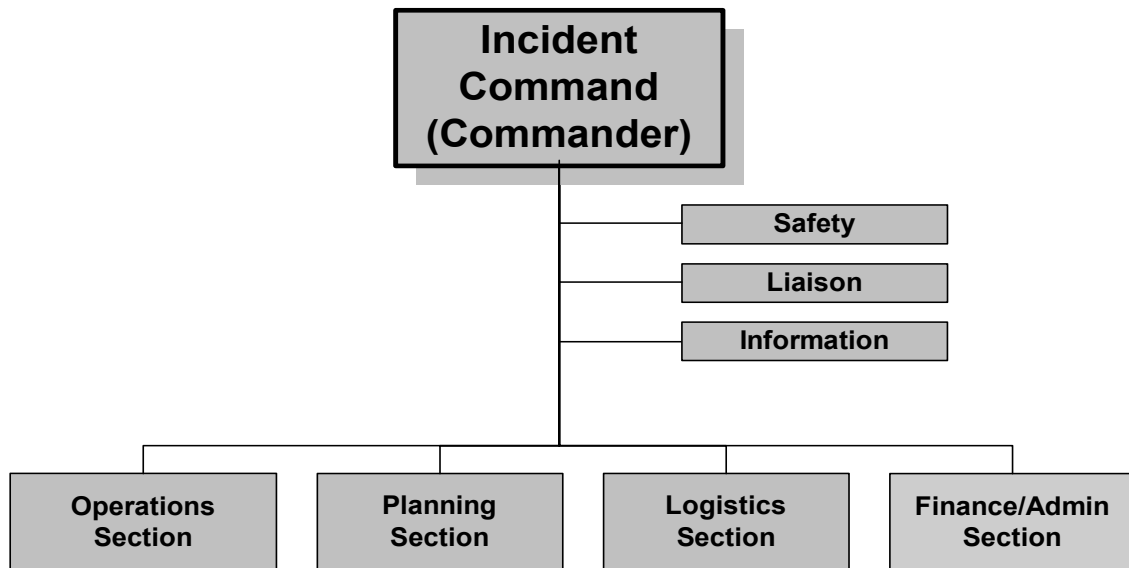 Incident
Command
(Commander)
Safety
Liaison
Information
Operations
Section
Planning
Section
Logistics
Section
Finance/Admin
Section